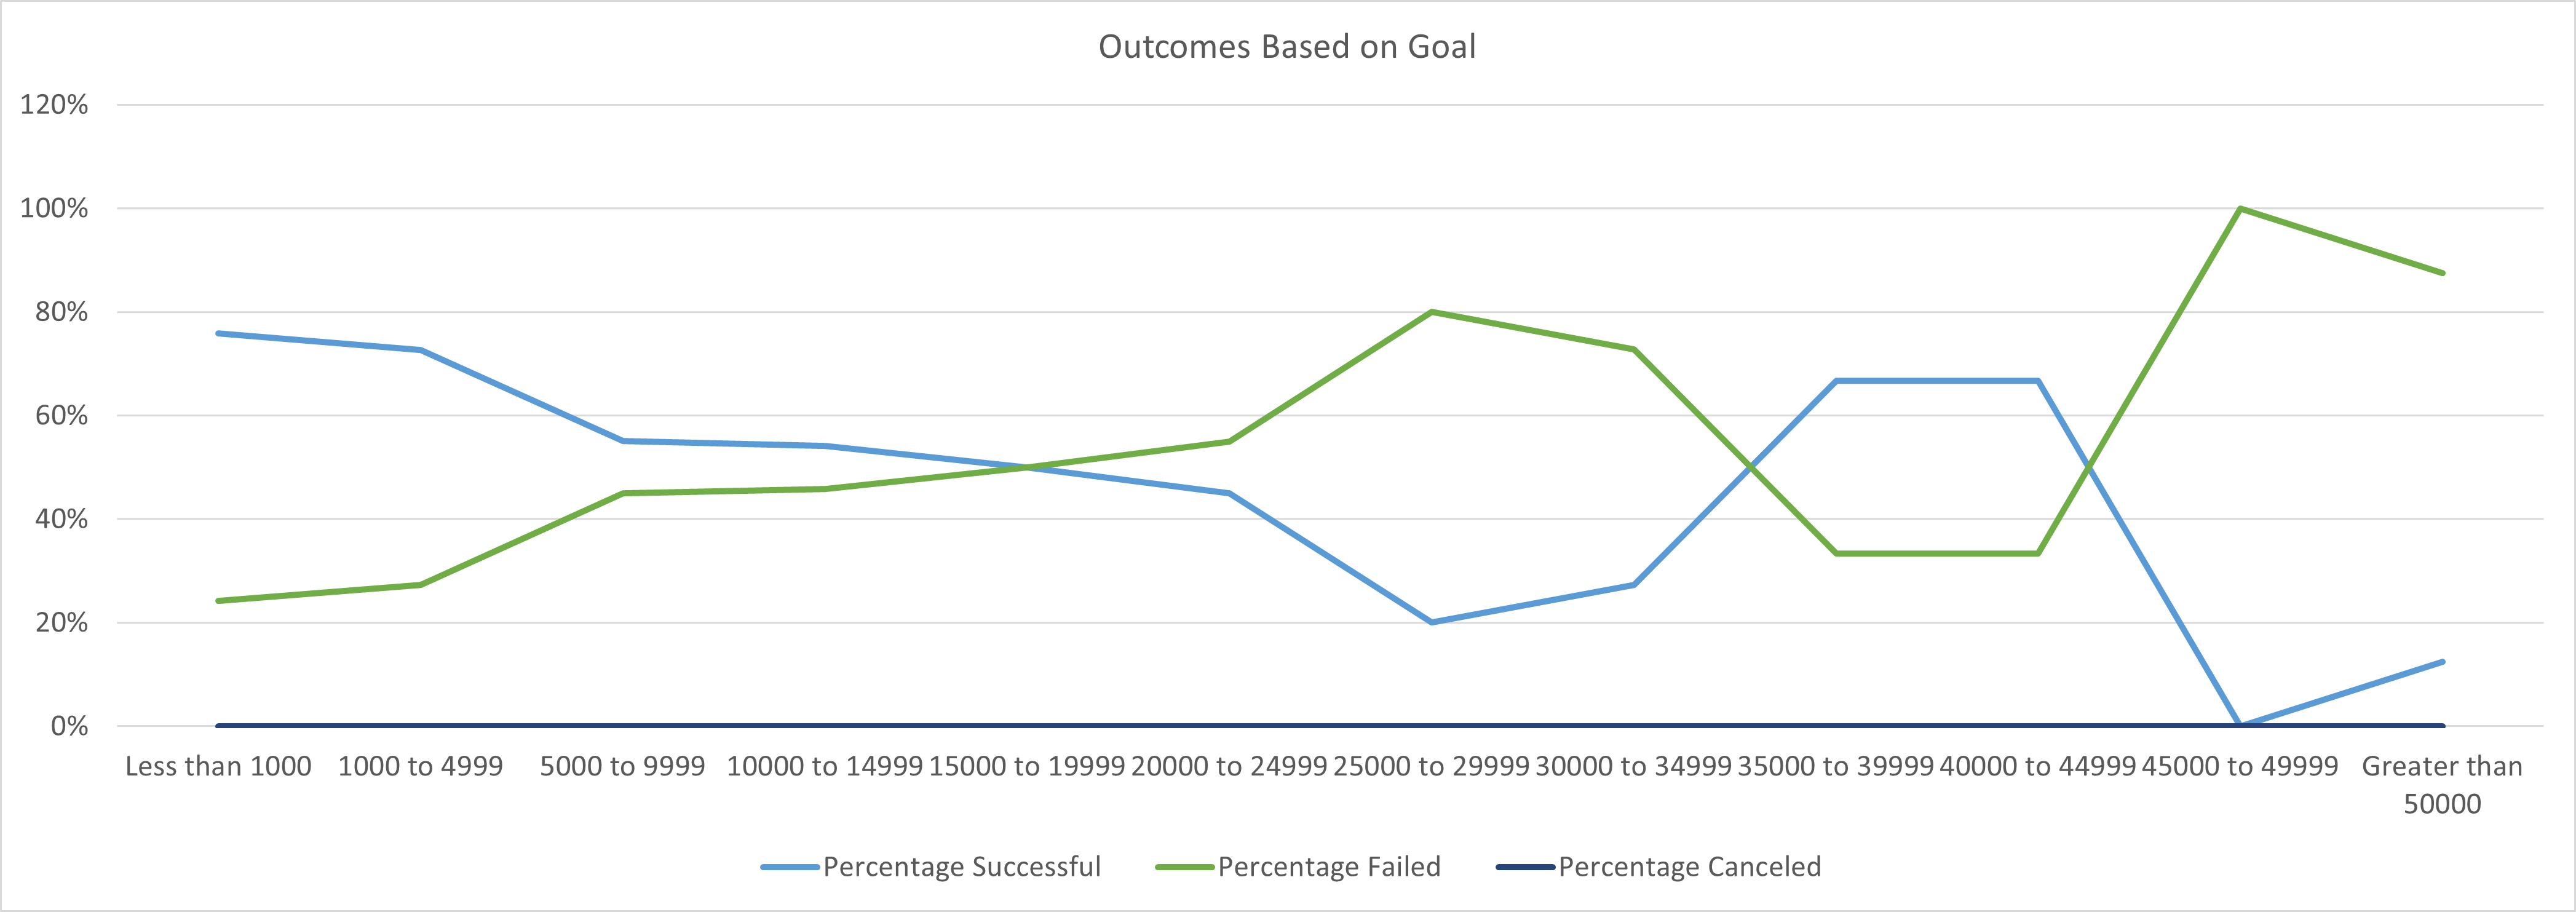 Outcomes Based on Goal
120%
100%
80%
60%
40%
20%
0%
Less than 1000 1000 to 4999 5000 to 9999 10000 to 14999 15000 to 19999 20000 to 24999 25000 to 29999 30000 to 34999 35000 to 39999 40000 to 44999 45000 to 49999 Greater than
50000
Percentage Successful Percentage Failed Percentage Canceled